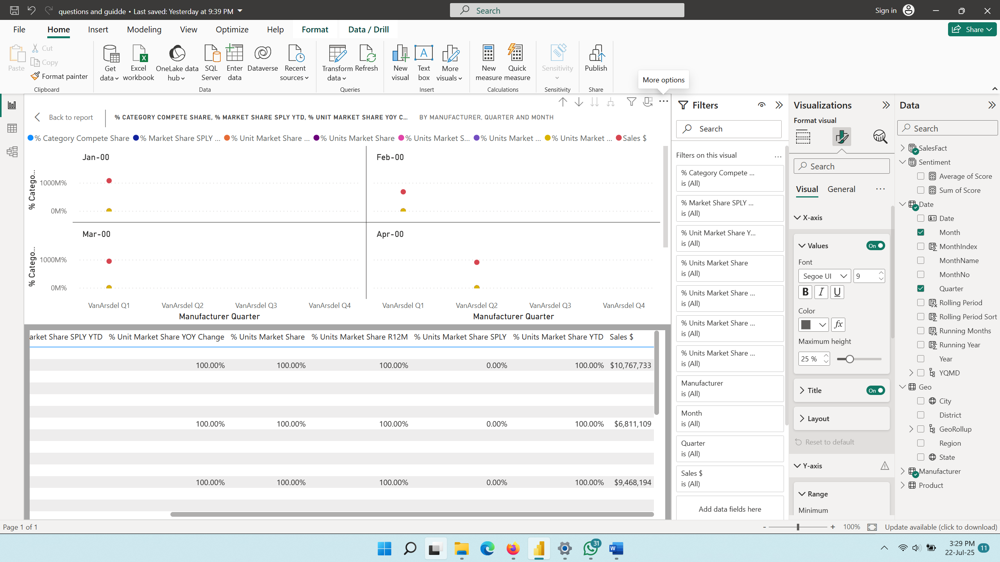 questions and guidde • Last saved: Yesterday at 9:39 PM
Search
Sign in
File Home Insert Modeling View Optimize Help Format Data / Drill
Share
Paste
Cut
Copy
Format painter
Clipboard
Get data
Excel workbook
OneLake data hub
SQL Server
Enter data
Dataverse
Recent sources
Data
Transform data
Refresh
Queries
New visual
Text box
More visuals
Insert
New measure
Quick measure
Calculations
Sensitivity
Sensitivity
Publish
Share
More options
Back to report
% CATEGORY COMPETE SHARE, % MARKET SHARE SPLY YTD, % UNIT MARKET SHARE YOY C...
BY MANUFACTURER, QUARTER AND MONTH
% Category Compete Share
% Market Share SPLY ...
% Unit Market Share ...
% Units Market Share
% Units Market S...
% Units Market ...
% Units Market ...
Sales $
Jan-00
Feb-00
% Catego...
1000M%
0M%
Mar-00
Apr-00
% Catego...
1000M%
0M%
VanArsdel Q1 VanArsdel Q2 VanArsdel Q3 VanArsdel Q4 VanArsdel Q1 VanArsdel Q2 VanArsdel Q3 VanArsdel Q4
Manufacturer Quarter Manufacturer Quarter
arket Share SPLY YTD % Unit Market Share YOY Change % Units Market Share % Units Market Share R12M % Units Market Share SPLY % Units Market Share YTD Sales $
100.00% 100.00% 100.00% 0.00% 100.00% $10,767,733
100.00% 100.00% 100.00% 0.00% 100.00% $6,811,109
100.00% 100.00% 100.00% 0.00% 100.00% $9,468,194
Filters
Search
Filters on this visual
...
% Category Compete ...
is (All)
% Market Share SPLY ...
is (All)
% Unit Market Share Y...
is (All)
% Units Market Share
is (All)
% Units Market Share ...
is (All)
% Units Market Share ...
is (All)
% Units Market Share ...
is (All)
Manufacturer
is (All)
Month
is (All)
Quarter
is (All)
Sales $
is (All)
Add data fields here
Visualizations
Format visual
Search
Visual General ...
X-axis
Values On
Font
Segoe UI 9
B I U
Color
fx
Maximum height
25 %
Title On
Layout
Reset to default
Y-axis
Range
Minimum
Data
Search
SalesFact
Sentiment
Average of Score
Sum of Score
Date
Date
Month
MonthIndex
MonthName
MonthNo
Quarter
Rolling Period
Rolling Period Sort
Running Months
Running Year
Year
YQMD
Geo
City
District
GeoRollup
Region
State
Manufacturer
Product
Page 1 of 1
- + 100%
Update available (click to download)
31
3:29 PM
22-Jul-25
11